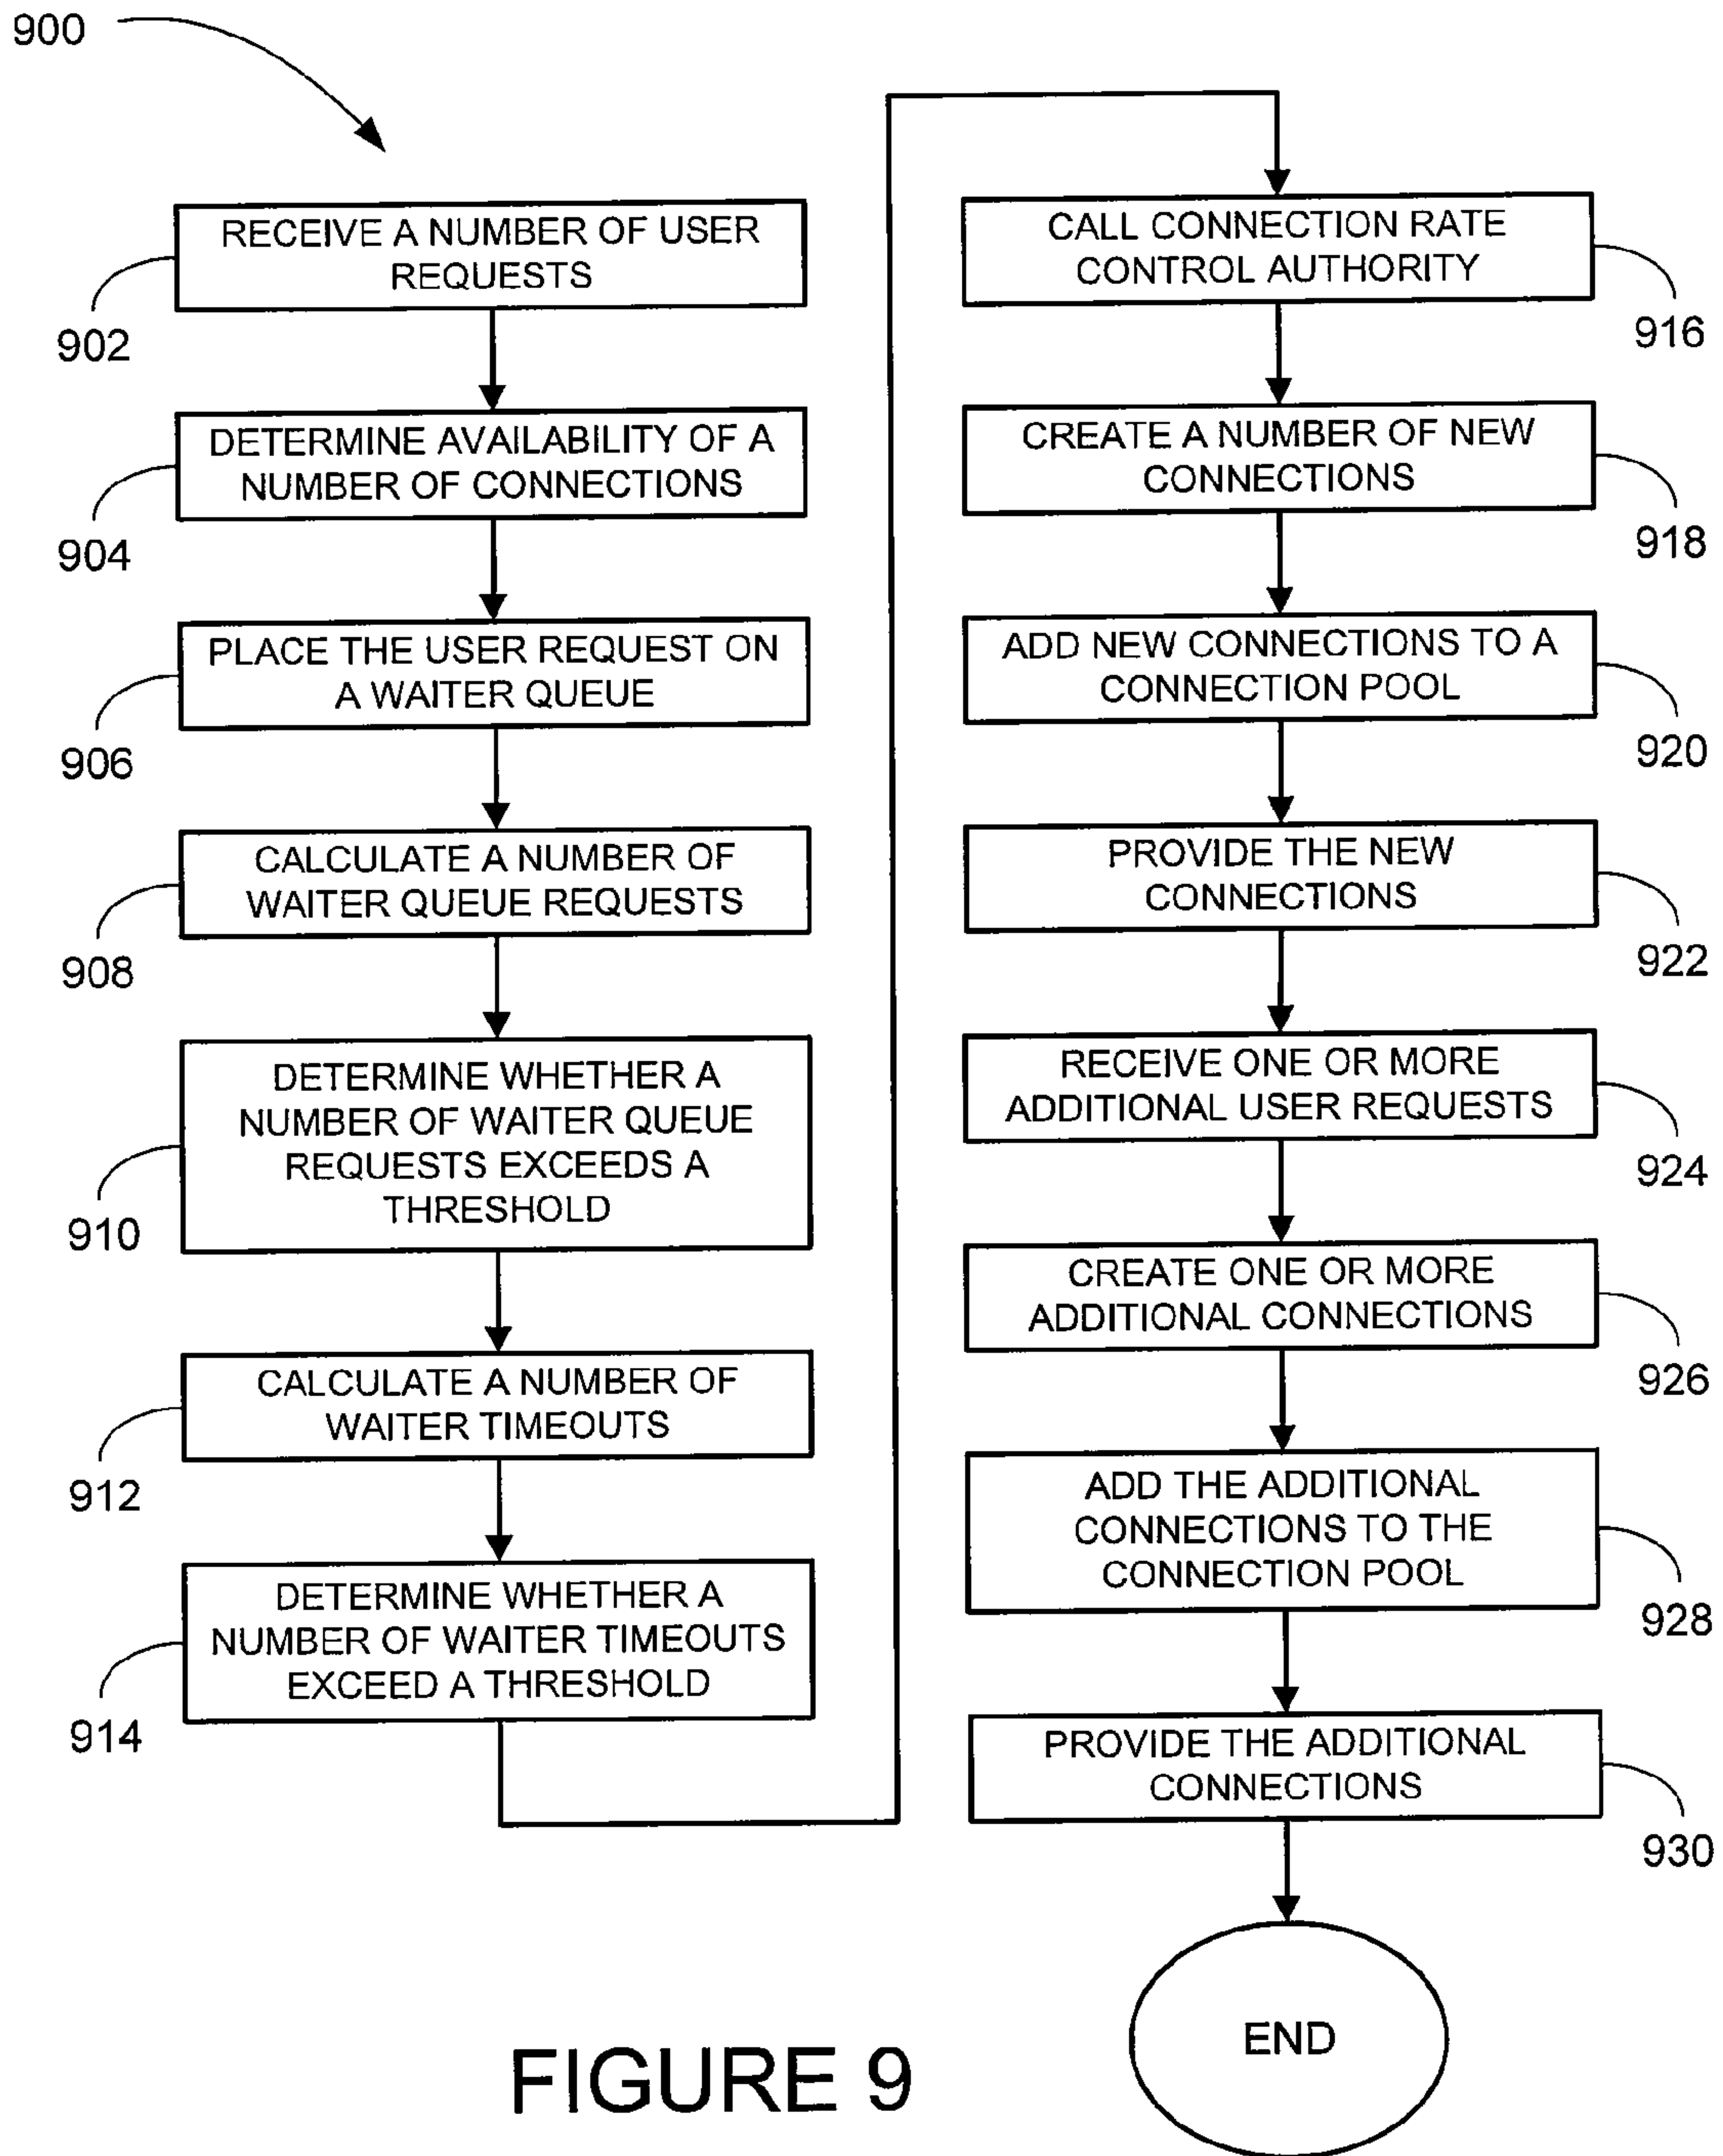 900
RECEIVE A NUMBER OF USER
REQUESTS
902
DETERMINE AVAILABILITY OF A
NUMBER OF CONNECTIONS
904
PLACE THE USER REQUEST ON
A WAITER QUEUE
906
CALCULATE A NUMBER OF
WAITER QUEUE REQUESTS
908
DETERMINE WHETHER A
NUMBER OF WAITER QUEUE
REQUESTS EXCEEDS A
THRESHOLD
910
CALCULATE A NUMBER OF
WAITER TIMEOUTS
912
DETERMINE WHETHER A
NUMBER OF WAITER TIMEOUTS
EXCEED A THRESHOLD
914
CALL CONNECTION RATE
CONTROL AUTHORITY
916
CREATE A NUMBER OF NEW
CONNECTIONS
918
ADD NEW CONNECTIONS TO A
CONNECTION POOL
920
PROVIDE THE NEW
CONNECTIONS
922
RECEIVE ONE OR MORE
ADDITIONAL USER REQUESTS
924
CREATE ONE OR MORE
ADDITIONAL CONNECTIONS
926
ADD THE ADDITIONAL
CONNECTIONS TO THE
CONNECTION POOL
928
PROVIDE THE ADDITIONAL
CONNECTIONS
930
END
FIGURE 9